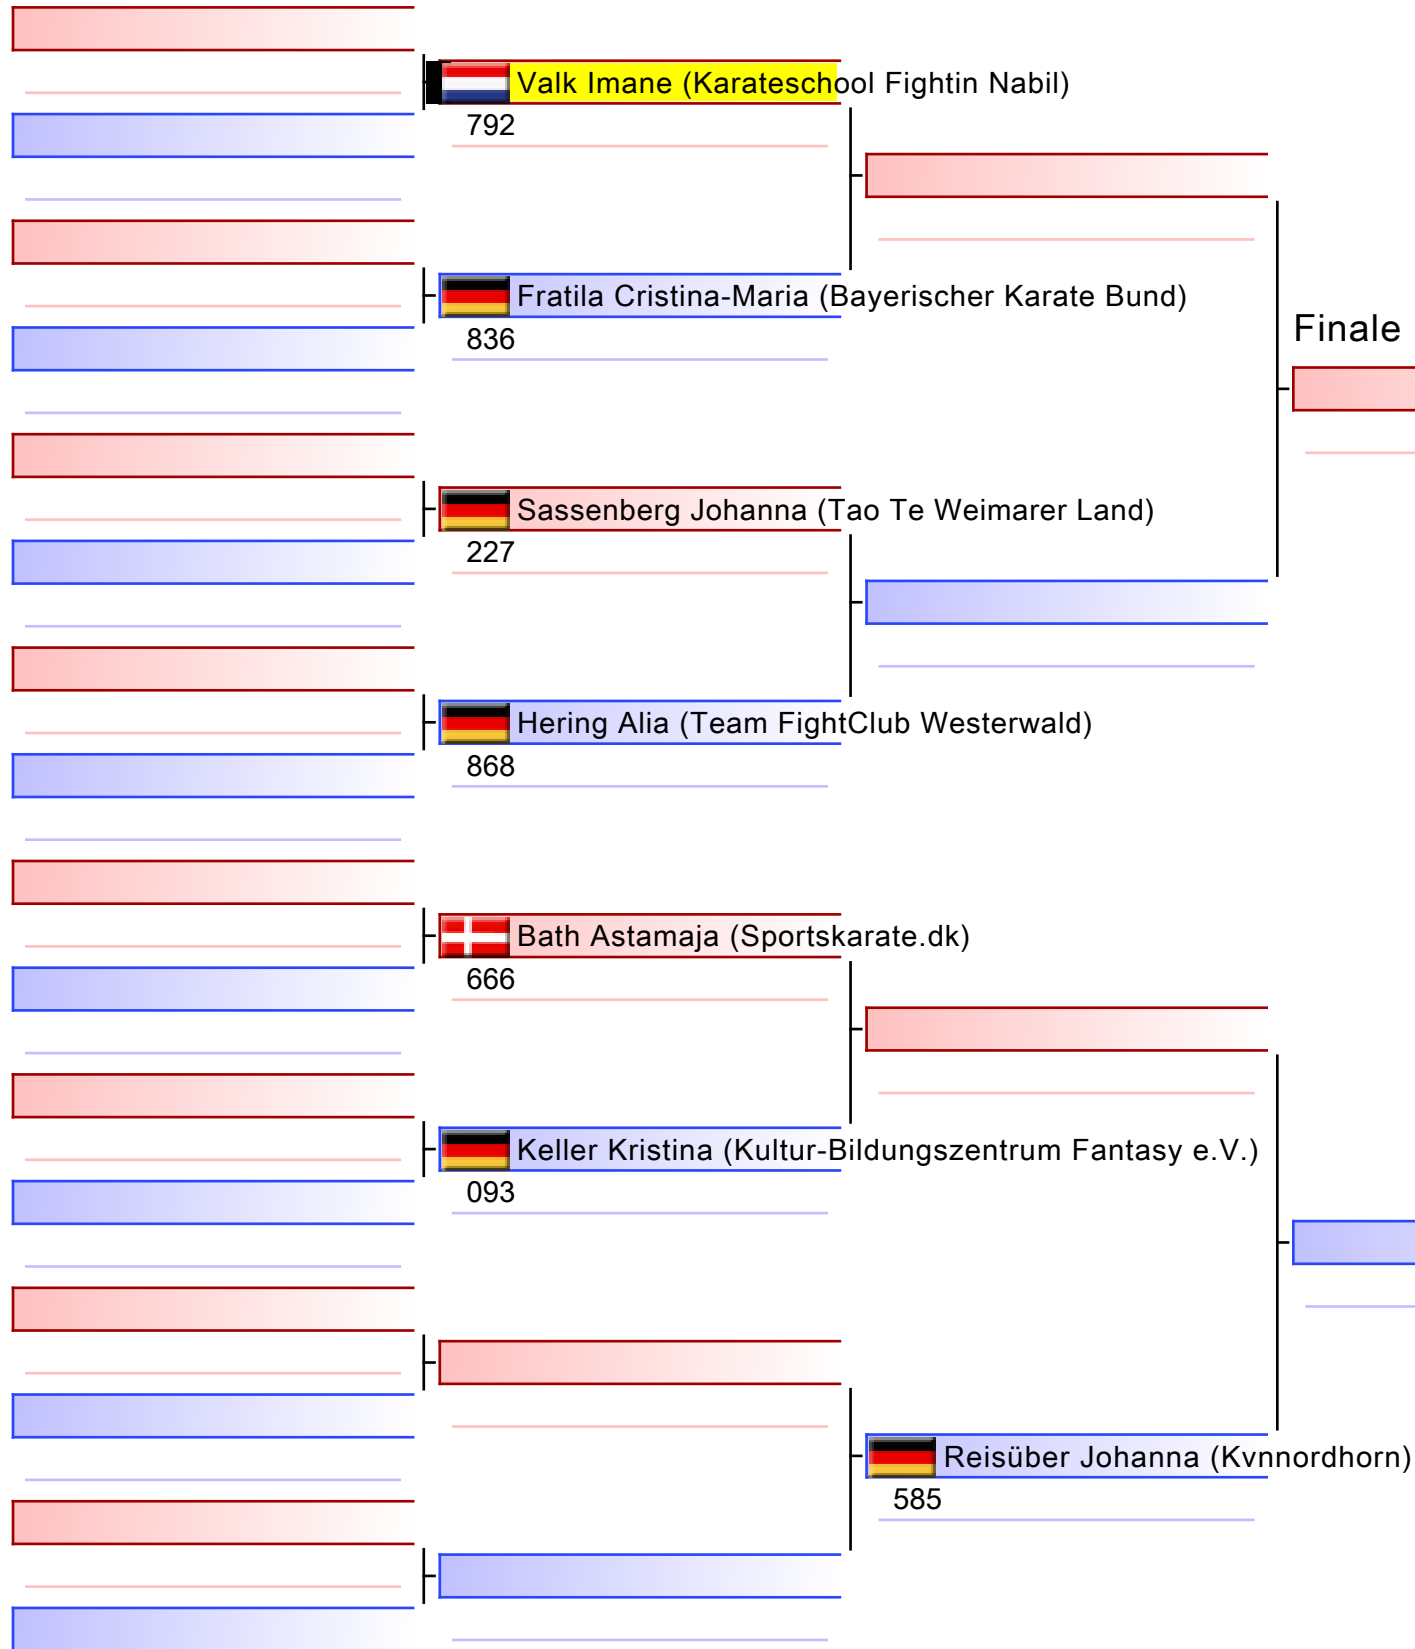 Valk Imane (Karateschool Fightin Nabil)
792
Fratila Cristina-Maria (Bayerischer Karate Bund)
836
Finale
Sassenberg Johanna (Tao Te Weimarer Land)
227
Hering Alia (Team FightClub Westerwald)
868
Bath Astamaja (Sportskarate.dk)
666
Keller Kristina (Kultur-Bildungszentrum Fantasy e.V.)
093
Reisüber Johanna (Kvnnordhorn)
585